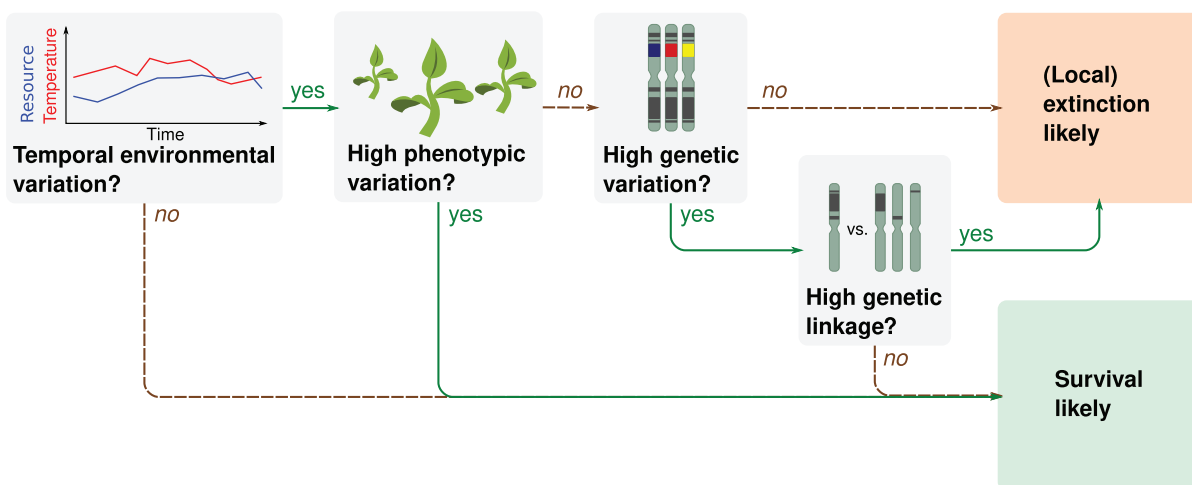 Resource
Temperature
Time
Temporal environmental
variation?
yes
no
High phenotypic
variation?
no
yes
High genetic
variation?
no
yes
vs.
High genetic
linkage?
yes
no
(Local)
extinction
likely
Survival
likely